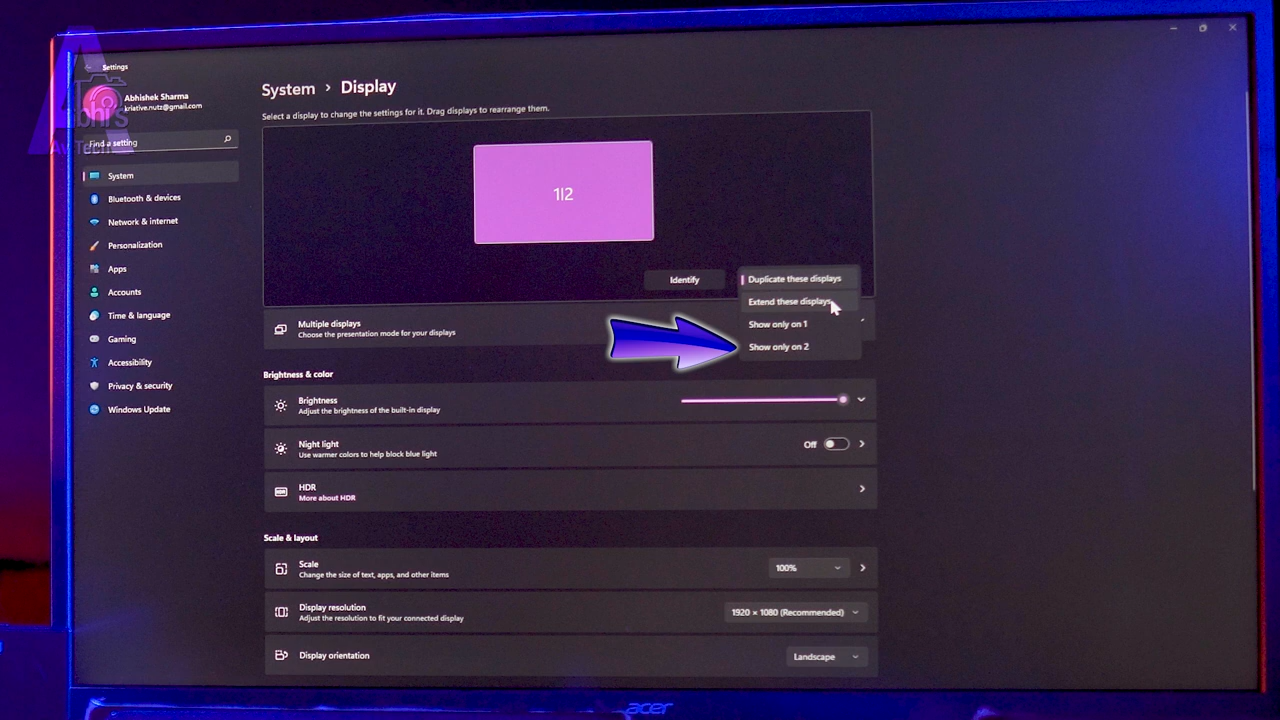 Settings
Abhishek Sharma
kriative.nutz@gmail.com
Abhi's
Av Tech
Find a setting
System
Bluetooth & devices
Network & internet
Personalization
Apps
Accounts
Time & language
Gaming
Accessibility
Privacy & security
Windows Update
System › Display
Select a display to change the settings for it. Drag displays to rearrange them.
1|2
Identify
Duplicate these displays
Extend these displays
Show only on 1
Show only on 2
Multiple displays
Choose the presentation mode for your displays
Brightness & color
Brightness
Adjust the brightness of the built-in display
Night light
Use warmer colors to help block blue light
Off
HDR
HDR
More about HDR
Scale & layout
Scale
Change the size of text, apps, and other items
100%
Display resolution
Adjust the resolution to fit your connected display
1920 × 1080 (Recommended)
Display orientation
Landscape
acer